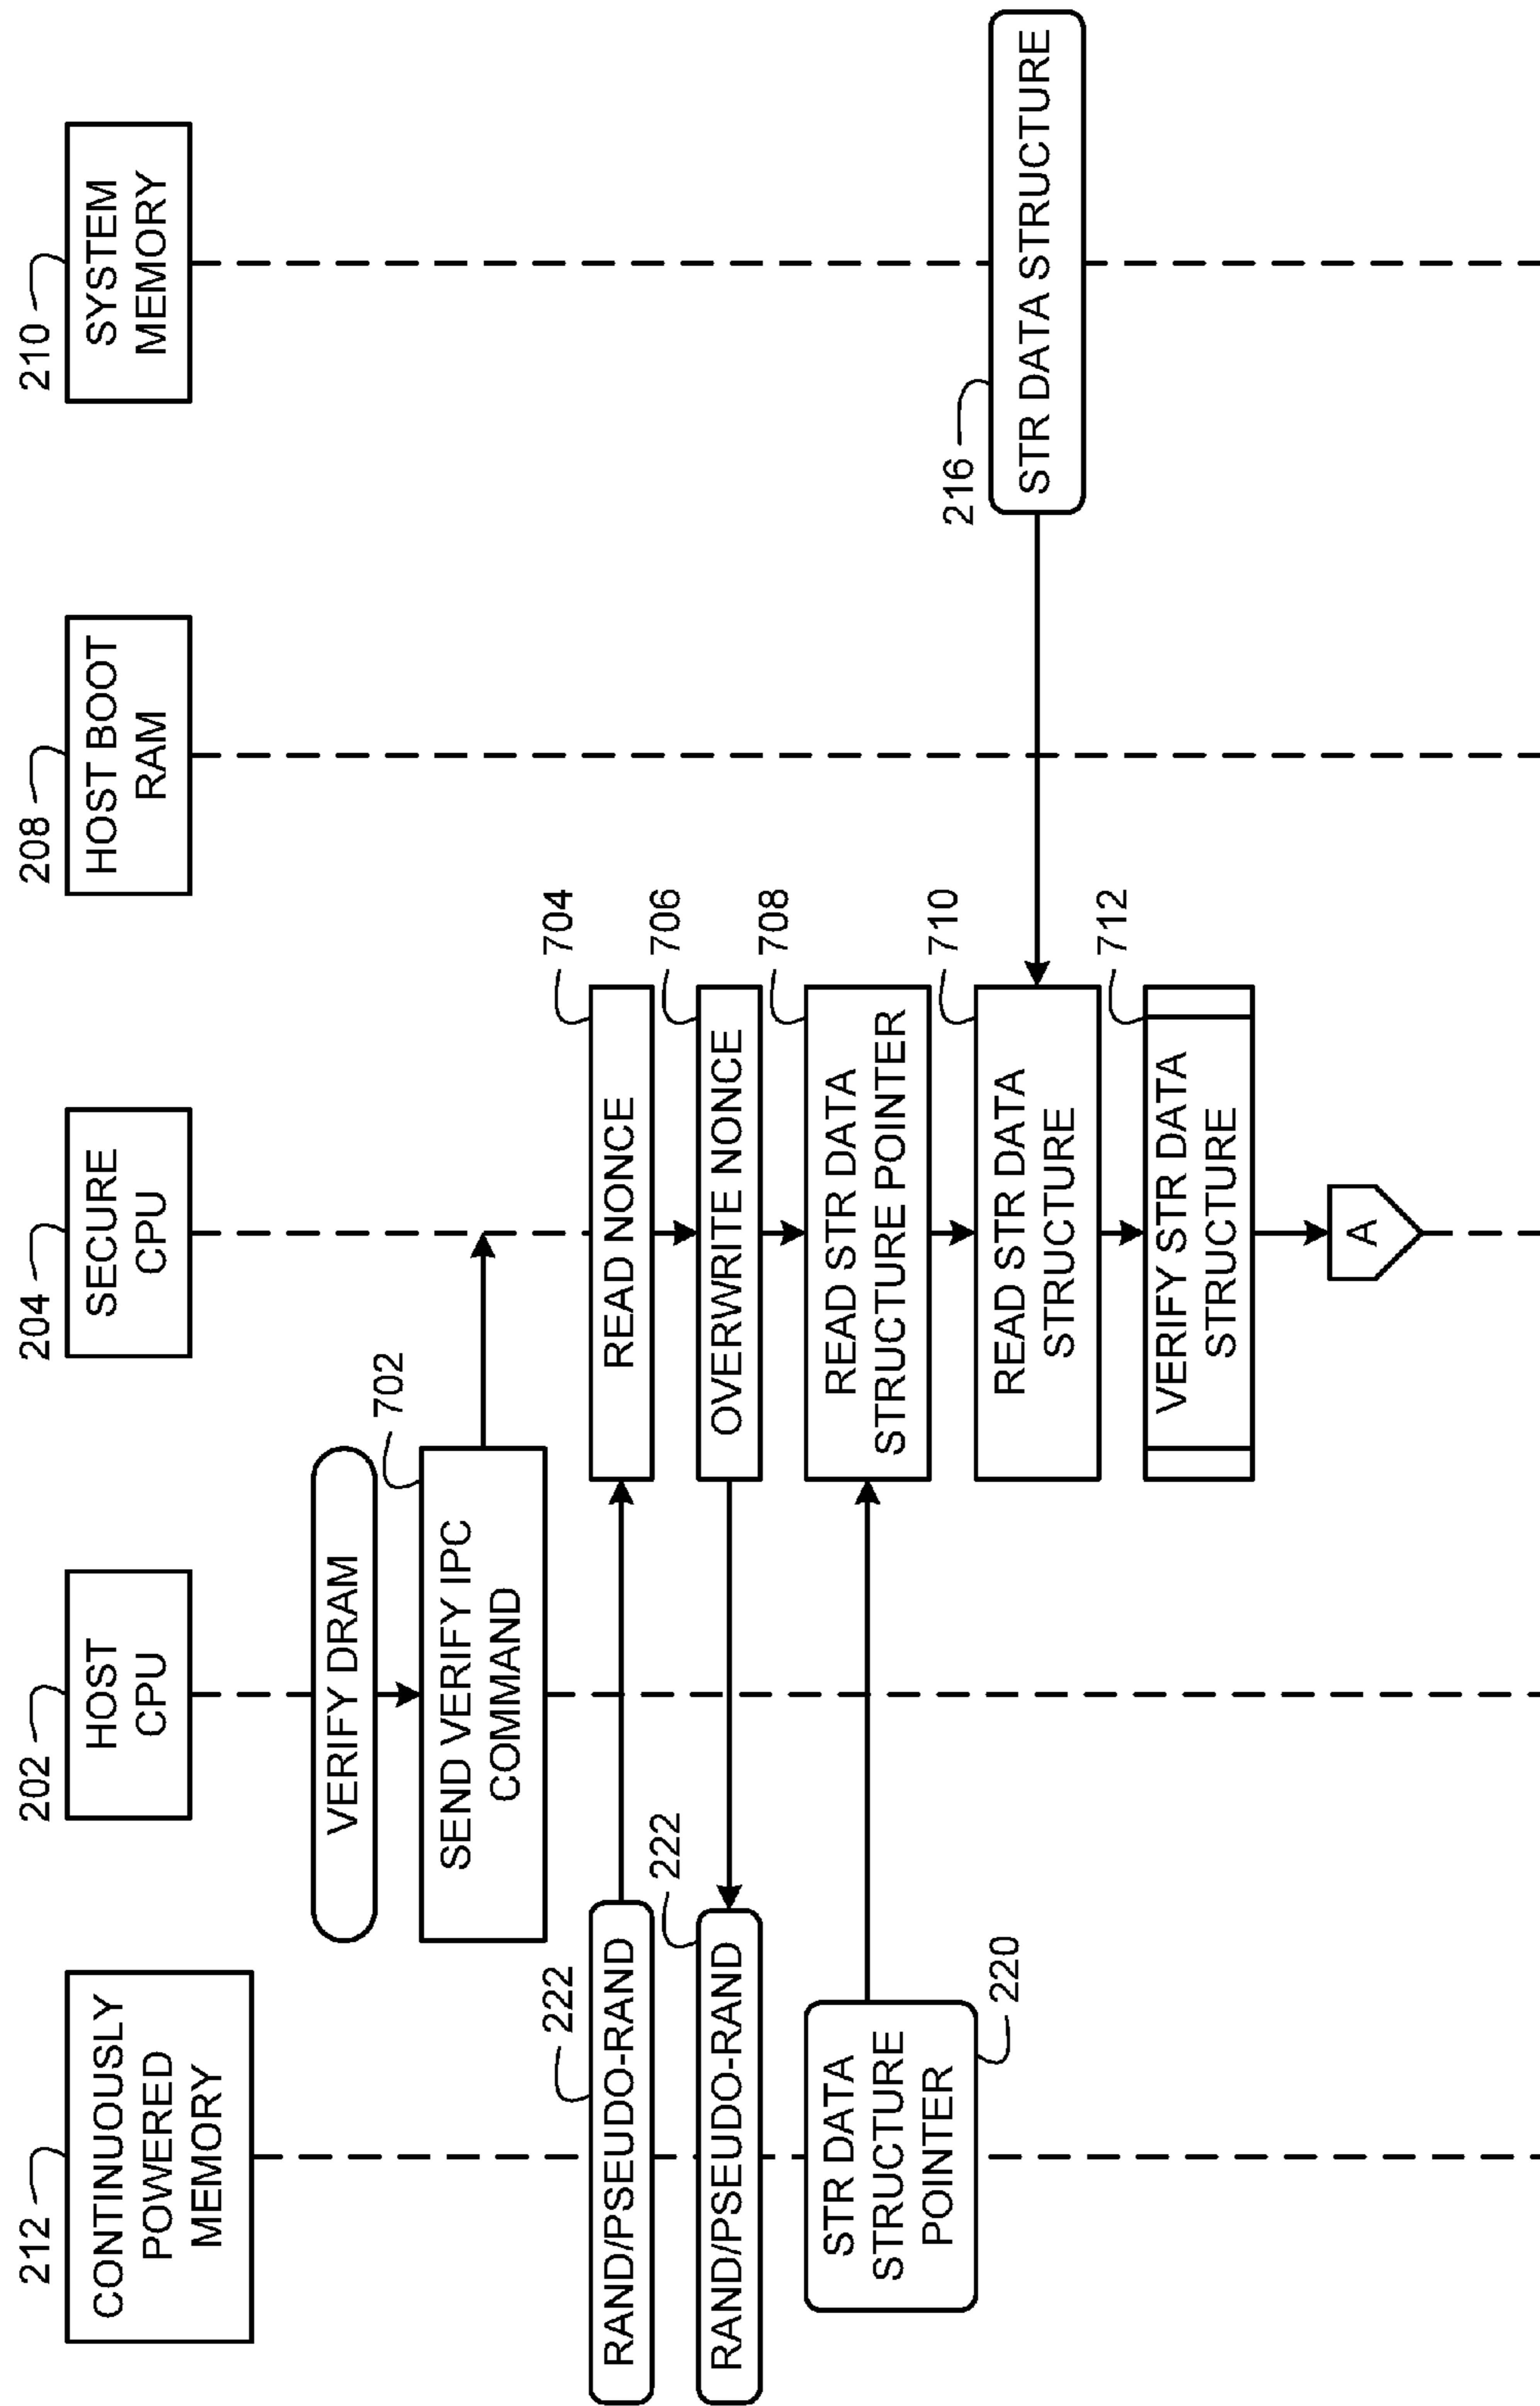 212
CONTINUOUSLY
POWERED
MEMORY
202
HOST
CPU
204
SECURE
CPU
208
HOST BOOT
RAM
210
SYSTEM
MEMORY
VERIFY DRAM
702
SEND VERIFY IPC
COMMAND
222
RAND/PSEUDO-RAND
704
READ NONCE
222
RAND/PSEUDO-RAND
706
OVERWRITE NONCE
STR DATA
STRUCTURE
POINTER
220
708
READ STR DATA
STRUCTURE POINTER
710
READ STR DATA
STRUCTURE
216
STR DATA STRUCTURE
712
VERIFY STR DATA
STRUCTURE
A